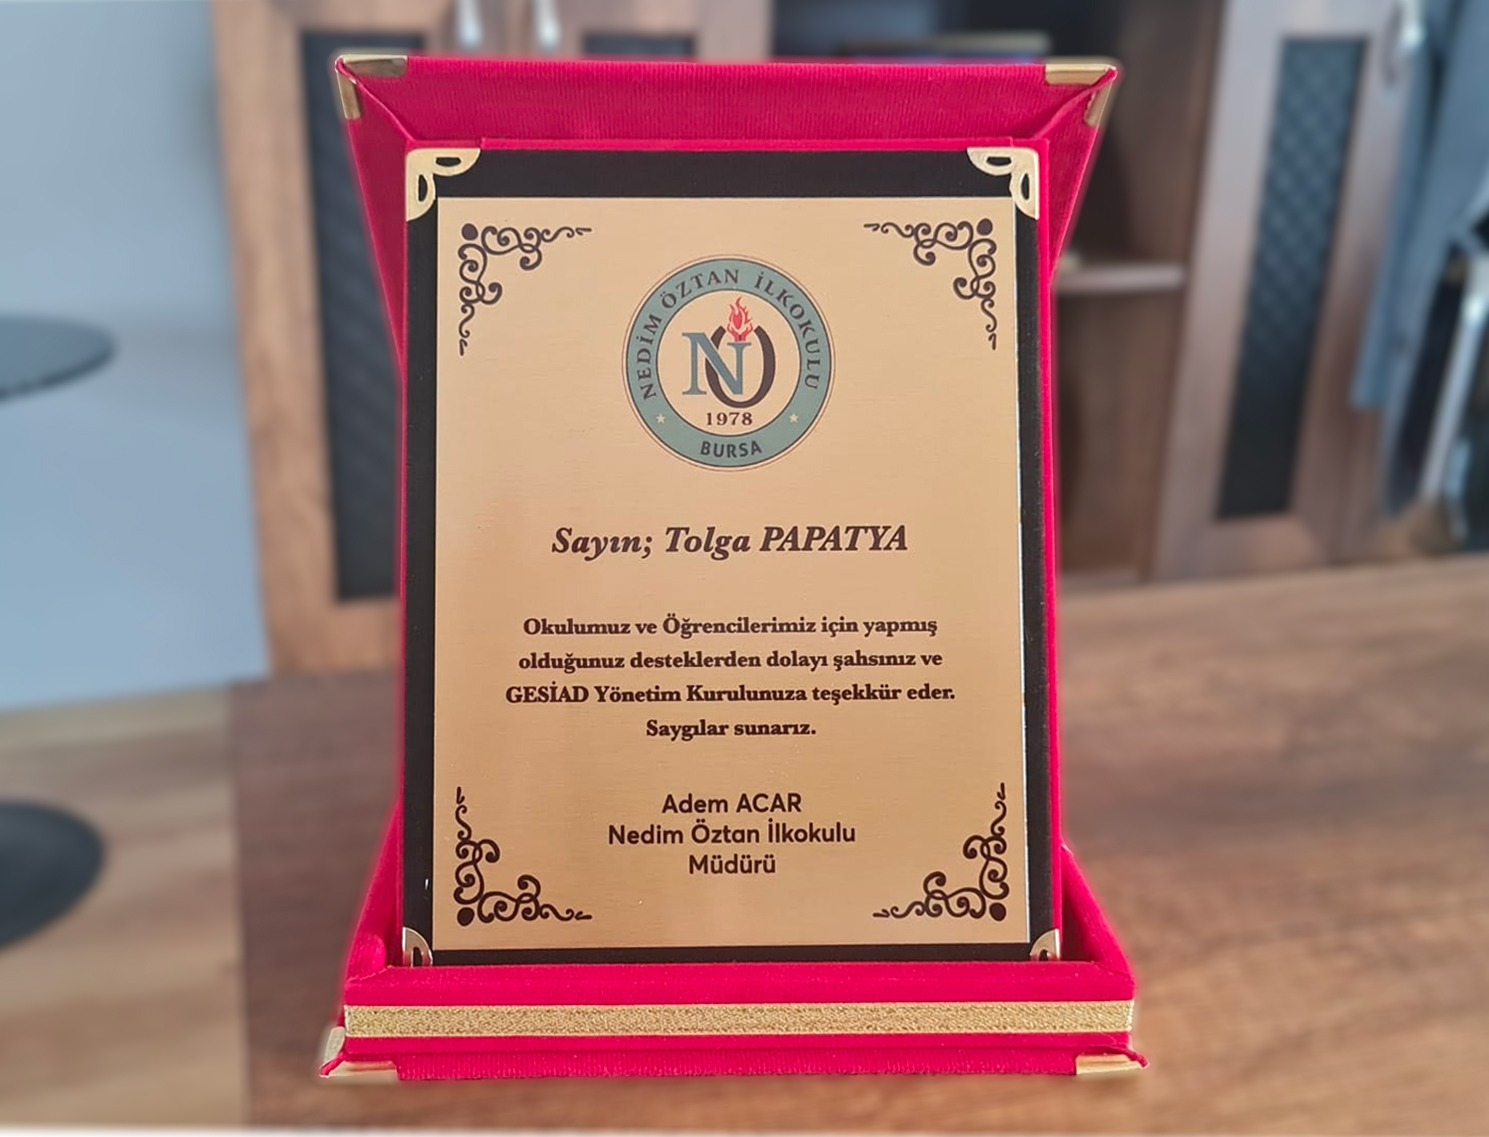 NEDİM ÖZTAN İLKOKULU
NO
1978
BURSA
Sayın; Tolga PAPATYA
Okulumuz ve Öğrencilerimiz için yapmış
olduğunuz desteklerden dolayı şahsınız ve
GESİAD Yönetim Kurulunuza teşekkür eder.
Saygılar sunarız.
Adem ACAR
Nedim Öztan İlkokulu
Müdürü